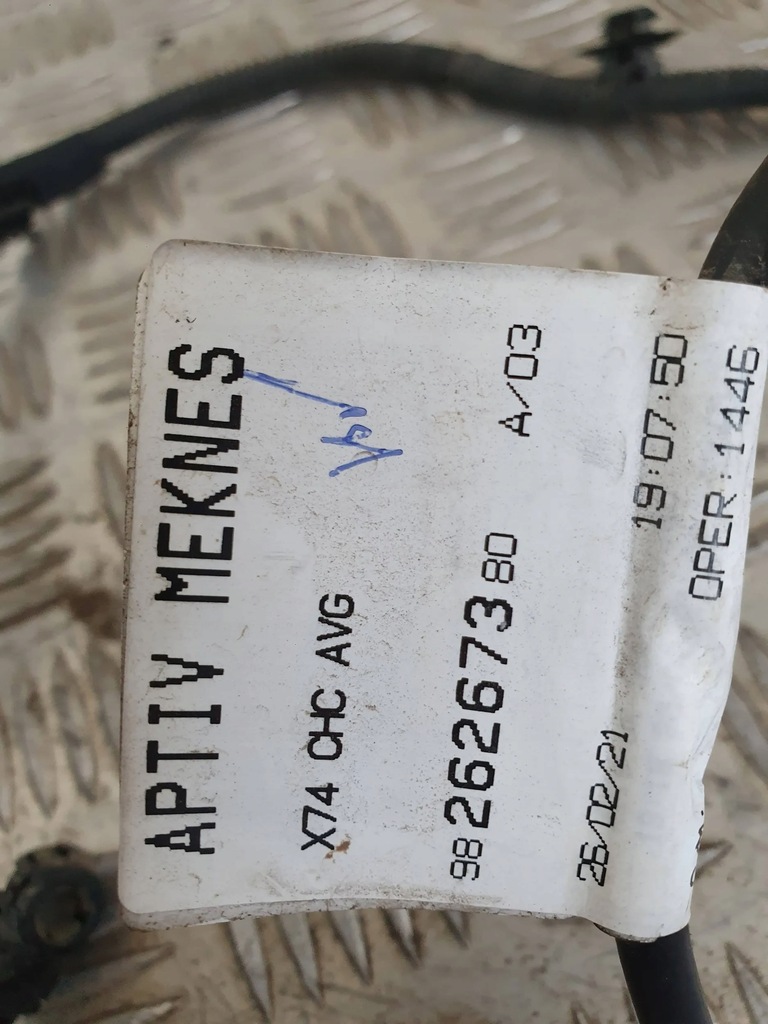 APTIV MEKNES
X74 CHC AVG
98 262673 80 A/03
26/02/21 19:07:50
OPER:1446